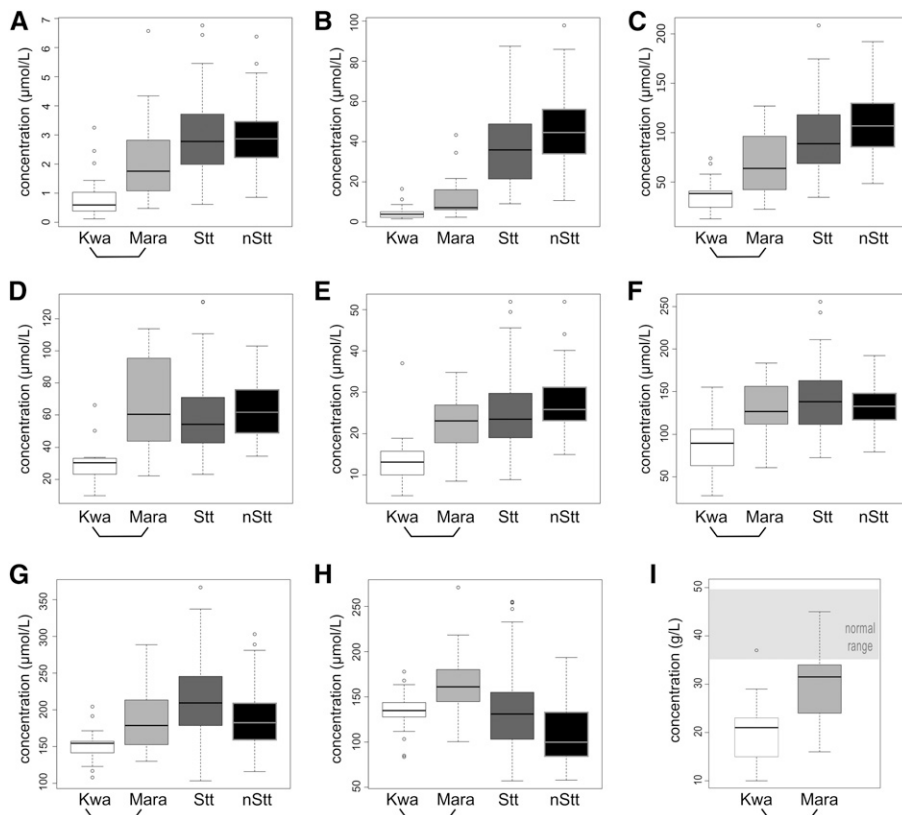 A
B
C
concentration (µmol/L)
7
6
5
4
3
2
1
0
Kwa Mara Stt nStt
concentration (µmol/L)
100
80
60
40
20
0
Kwa Mara Stt nStt
concentration (µmol/L)
200
150
100
50
Kwa Mara Stt nStt
D
E
F
concentration (µmol/L)
120
100
80
60
40
20
Kwa Mara Stt nStt
concentration (µmol/L)
50
40
30
20
10
Kwa Mara Stt nStt
concentration (µmol/L)
250
200
150
100
50
Kwa Mara Stt nStt
G
H
I
concentration (µmol/L)
350
300
250
200
150
100
Kwa Mara Stt nStt
concentration (µmol/L)
250
200
150
100
50
Kwa Mara Stt nStt
concentration (g/L)
50
40
30
20
10
normal
range
Kwa Mara